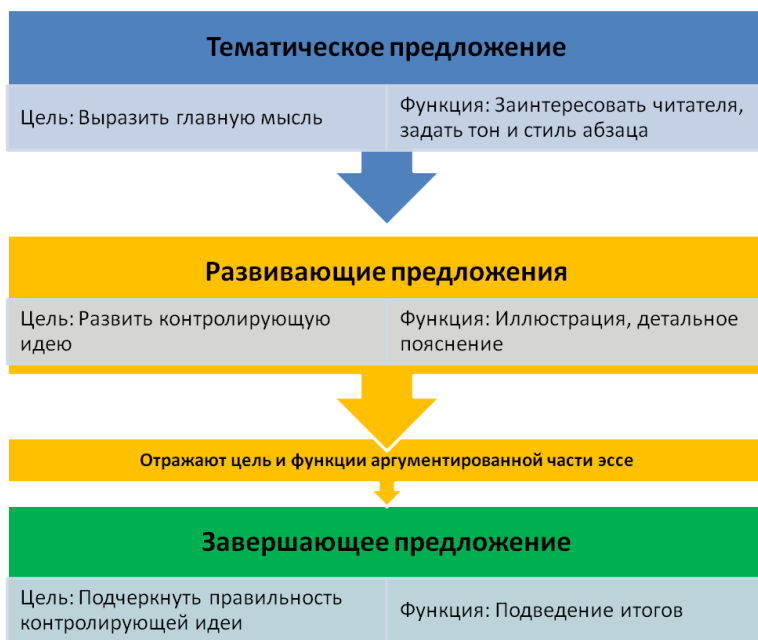 Тематическое предложение
Цель: Выразить главную мысль
Функция: Заинтересовать читателя,
задать тон и стиль абзаца
Развивающие предложения
Цель: Развить контролирующую
идею
Функция: Иллюстрация, детальное
пояснение
Отражают цель и функции аргументированной части эссе
Завершающее предложение
Цель: Подчеркнуть правильность
контролирующей идеи
Функция: Подведение итогов